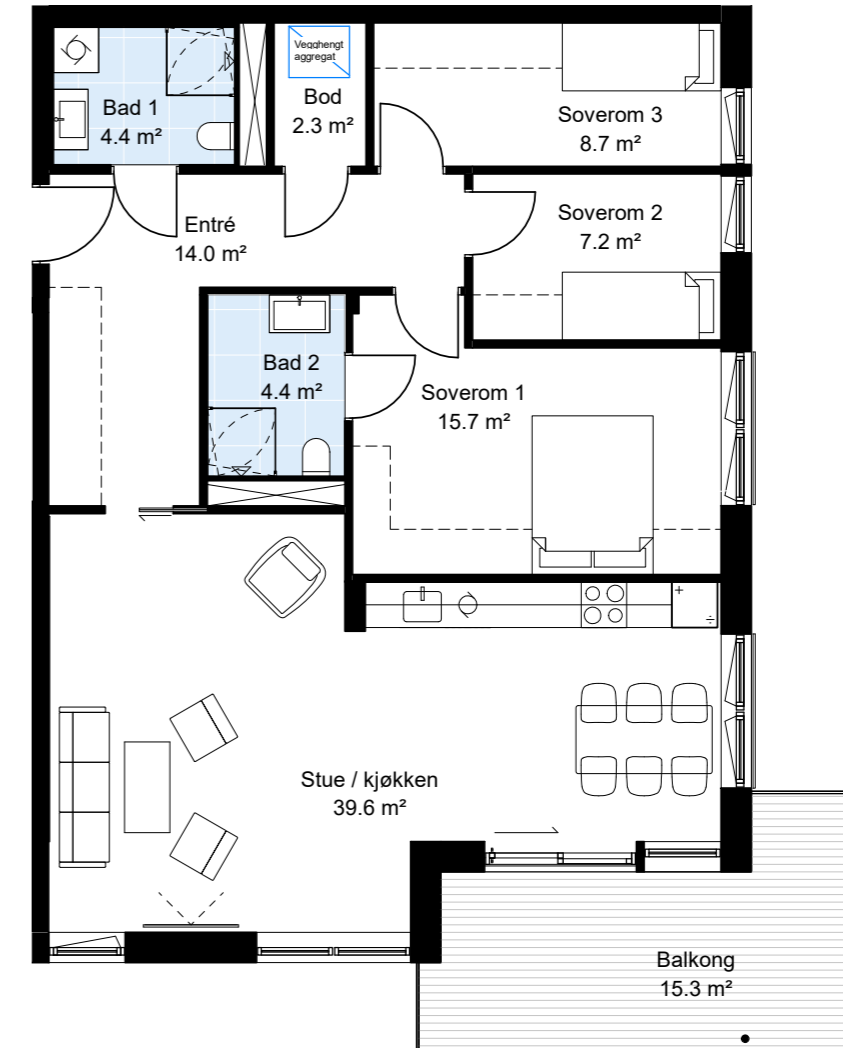 Vegghengt
aggregat
Bad 1
4.4 m²
Bod
2.3 m²
Soverom 3
8.7 m²
Entré
14.0 m²
Soverom 2
7.2 m²
Bad 2
4.4 m²
Soverom 1
15.7 m²
+
÷
Stue / kjøkken
39.6 m²
Balkong
15.3 m²